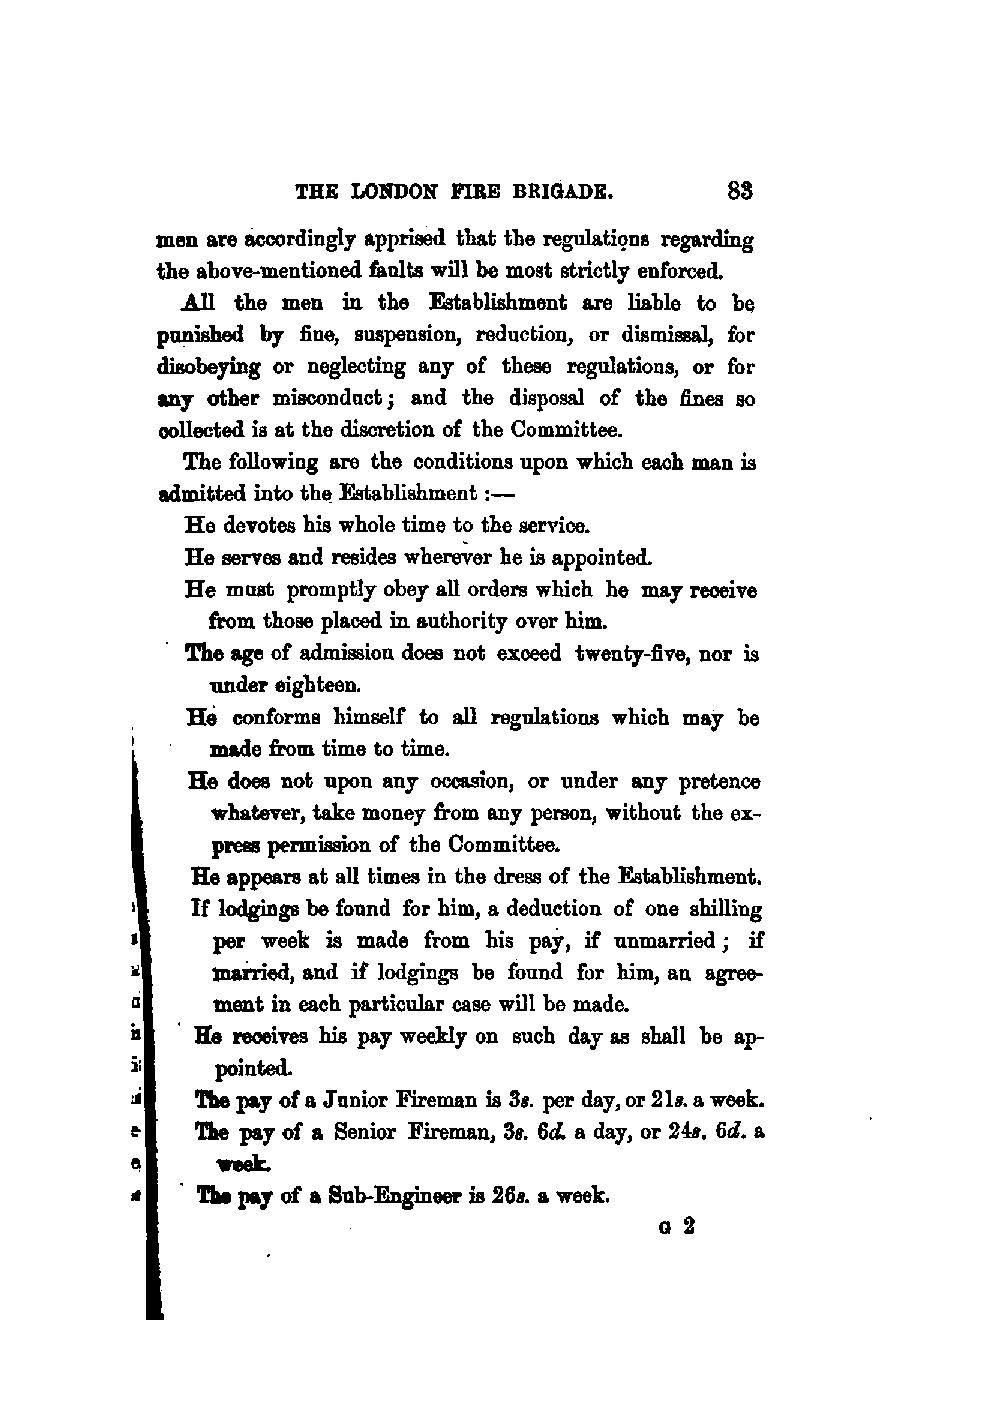 THE LONDON FIRE BRIGADE. 83
men are accordingly apprised that the regulations regarding
the above-mentioned faults will be most strictly enforced.
All the men in the Establishment are liable to be
punished by fine, suspension, reduction, or dismissal, for
disobeying or neglecting any of these regulations, or for
any other misconduct; and the disposal of the fines so
collected is at the discretion of the Committee.
The following are the conditions upon which each man is
admitted into the Establishment :—
He devotes his whole time to the service.
He serves and resides wherever he is appointed.
He must promptly obey all orders which he may receive
from those placed in authority over him.
The age of admission does not exceed twenty-five, nor is
under eighteen.
He conforms himself to all regulations which may be
made from time to time.
He does not upon any occasion, or under any pretence
whatever, take money from any person, without the ex-
press permission of the Committee.
He appears at all times in the dress of the Establishment.
If lodgings be found for him, a deduction of one shilling
per week is made from his pay, if unmarried; if
married, and if lodgings be found for him, an agree-
ment in each particular case will be made.
He receives his pay weekly on such day as shall be ap-
pointed.
The pay of a Junior Fireman is 3s. per day, or 21s. a week.
The pay of a Senior Fireman, 3s. 6d. a day, or 24s. 6d. a
week.
The pay of a Sub-Engineer is 26s. a week.
G 2